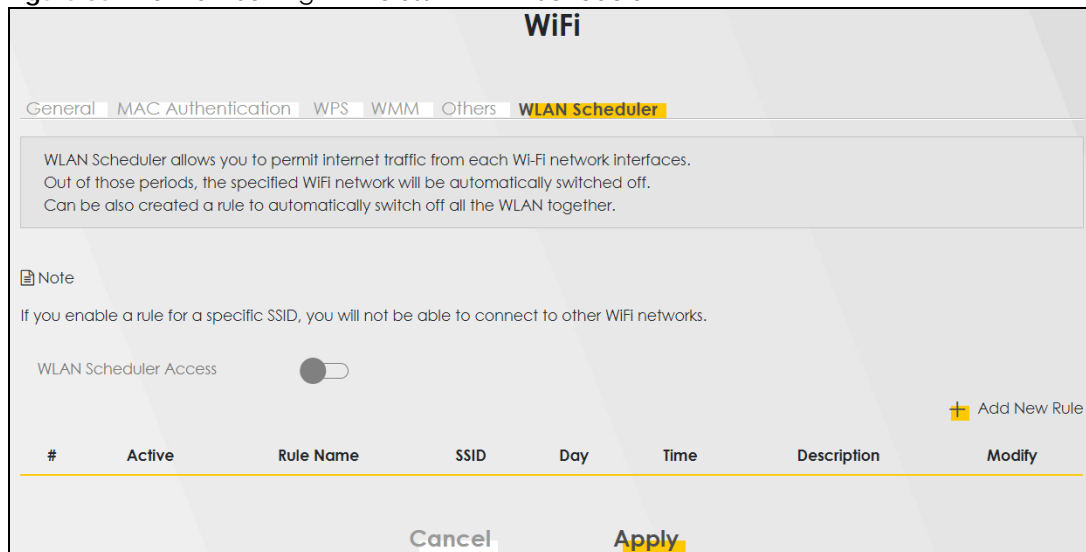 WiFi
General MAC Authentication WPS WMM Others WLAN Scheduler
WLAN Scheduler allows you to permit internet traffic from each Wi-Fi network interfaces.
Out of those periods, the specified WiFi network will be automatically switched off.
Can be also created a rule to automatically switch off all the WLAN together.
Note
If you enable a rule for a specific SSID, you will not be able to connect to other WiFi networks.
WLAN Scheduler Access
Add New Rule
# Active Rule Name SSID Day Time Description Modify
Cancel Apply